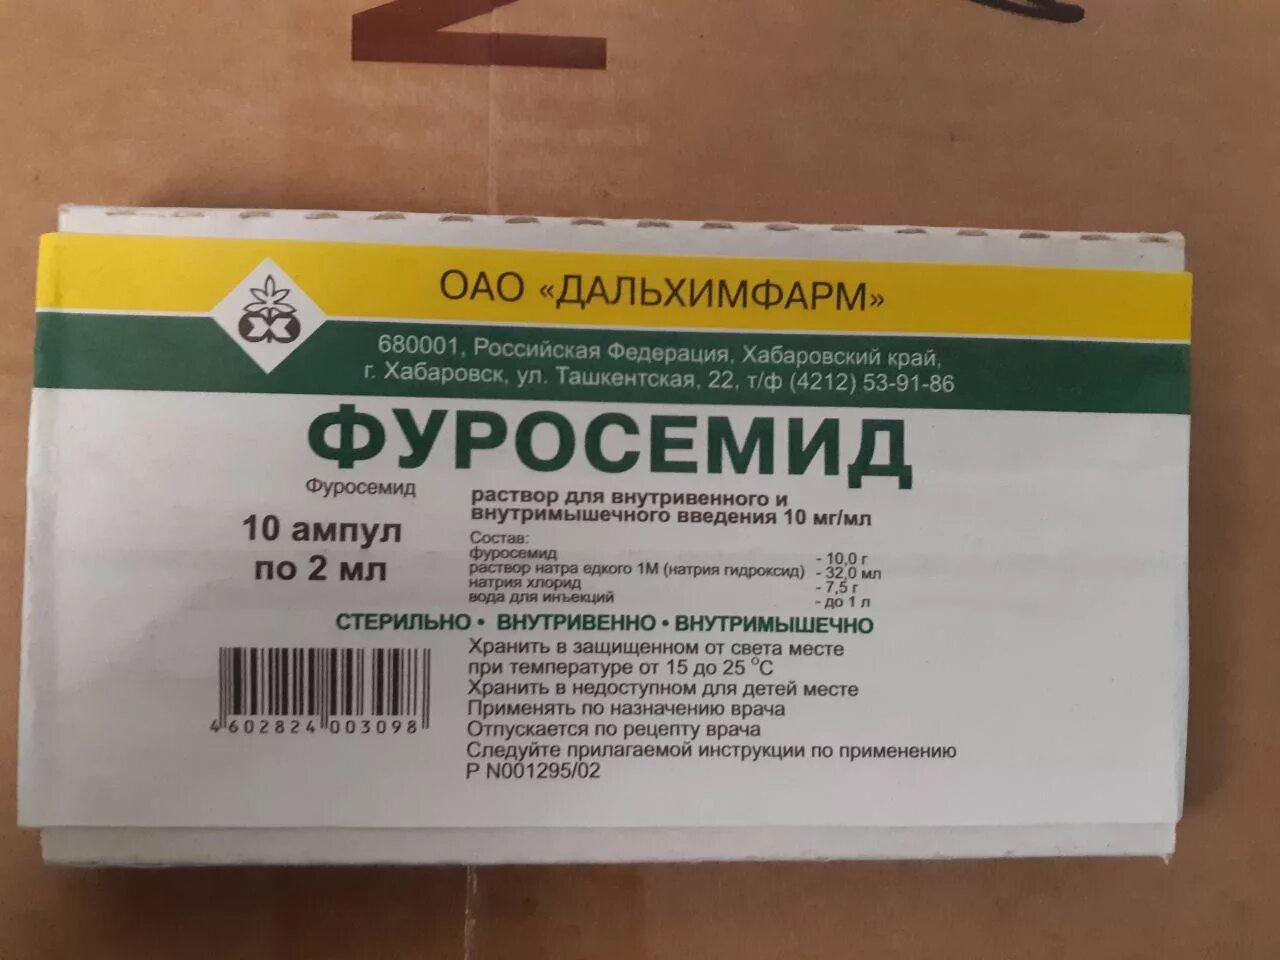 ОАО «ДАЛЬХИМФАРМ»
680001, Российская Федерация, Хабаровский край,
г. Хабаровск, ул. Ташкентская, 22, т/ф (4212) 53-91-86
ФУРОСЕМИД
Фуросемид
раствор для внутривенного и
внутримышечного введения 10 мг/мл
10 ампул
по 2 мл
Состав:
фуросемид - 10,0 г
раствор натра едкого 1М (натрия гидроксид) - 32,0 мл
натрия хлорид - 7,5 г
вода для инъекций - до 1 л
СТЕРИЛЬНО • ВНУТРИВЕННО • ВНУТРИМЫШЕЧНО
Хранить в защищенном от света месте
при температуре от 15 до 25 °С
Хранить в недоступном для детей месте
Применять по назначению врача
Отпускается по рецепту врача
Следуйте прилагаемой инструкции по применению
Р N001295/02
4 602824 003098